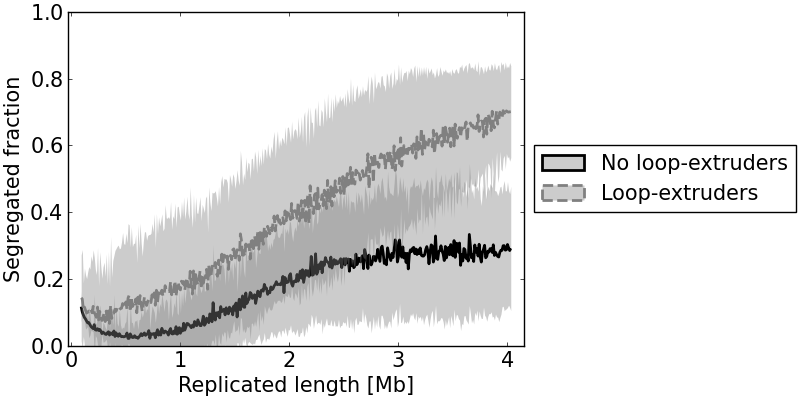 1.0
0.8
0.6
0.4
0.2
0.0
Segregated fraction
0 1 2 3 4
Replicated length [Mb]
No loop-extruders
Loop-extruders